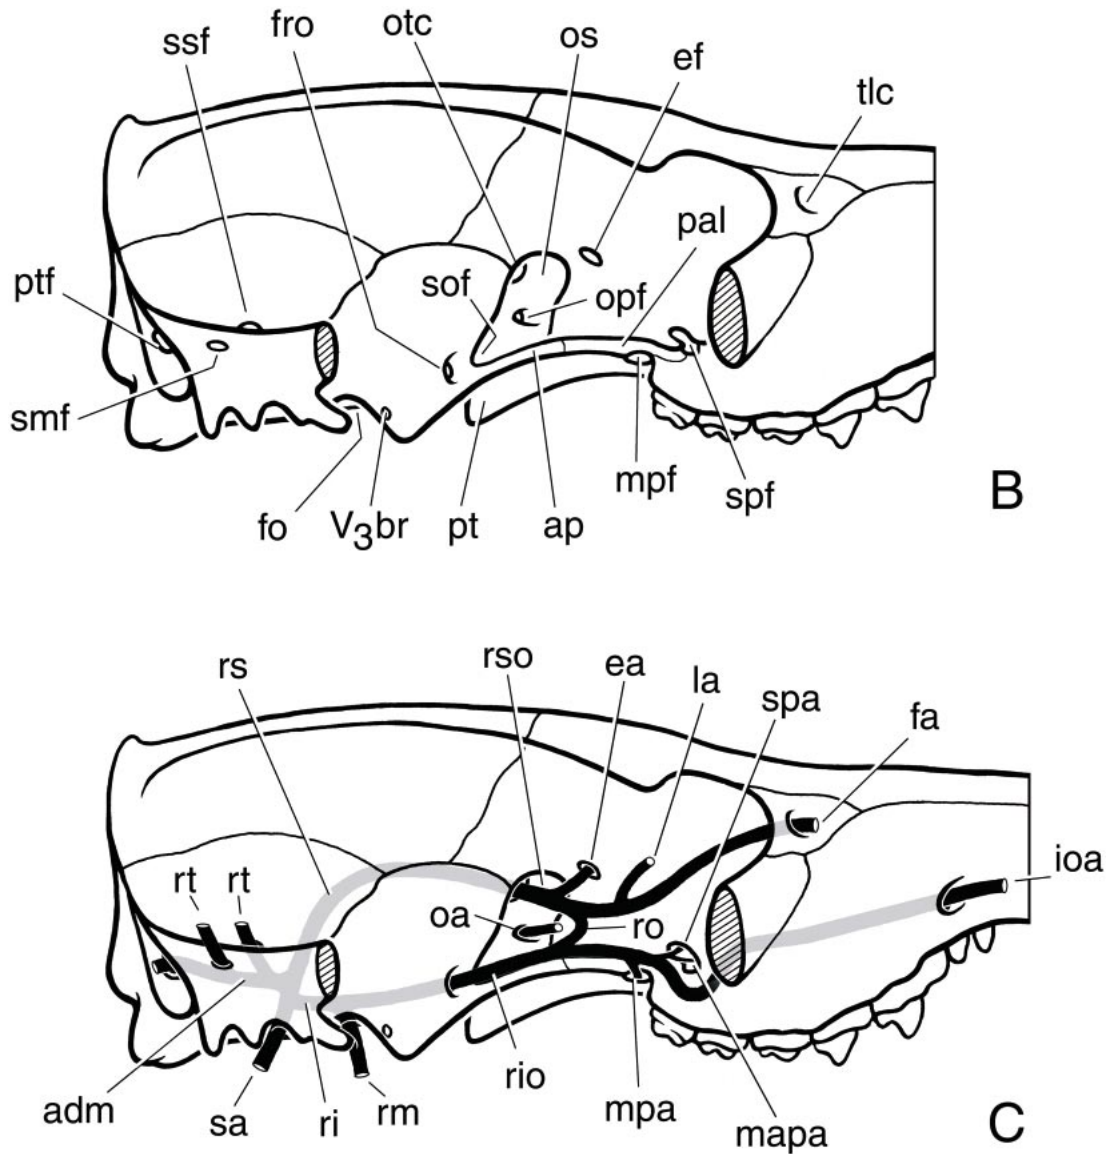 ssf
fro
otc
os
ef
tlc
pal
ptf
sof
opf
smf
mpf
spf
B
fo
V3br
pt
ap
rs
rso
ea
la
spa
fa
rt
rt
ioa
oa
ro
rio
adm
sa
ri
rm
mpa
mapa
C